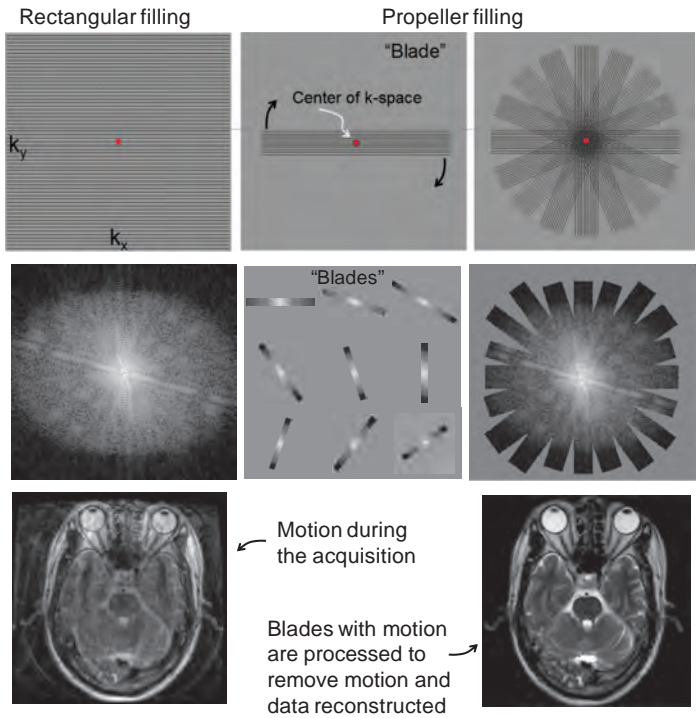 Rectangular filling
Propeller filling
"Blade"
Center of k-space
ky
kx
"Blades"
Motion during
the acquisition
Blades with motion
are processed to
remove motion and
data reconstructed